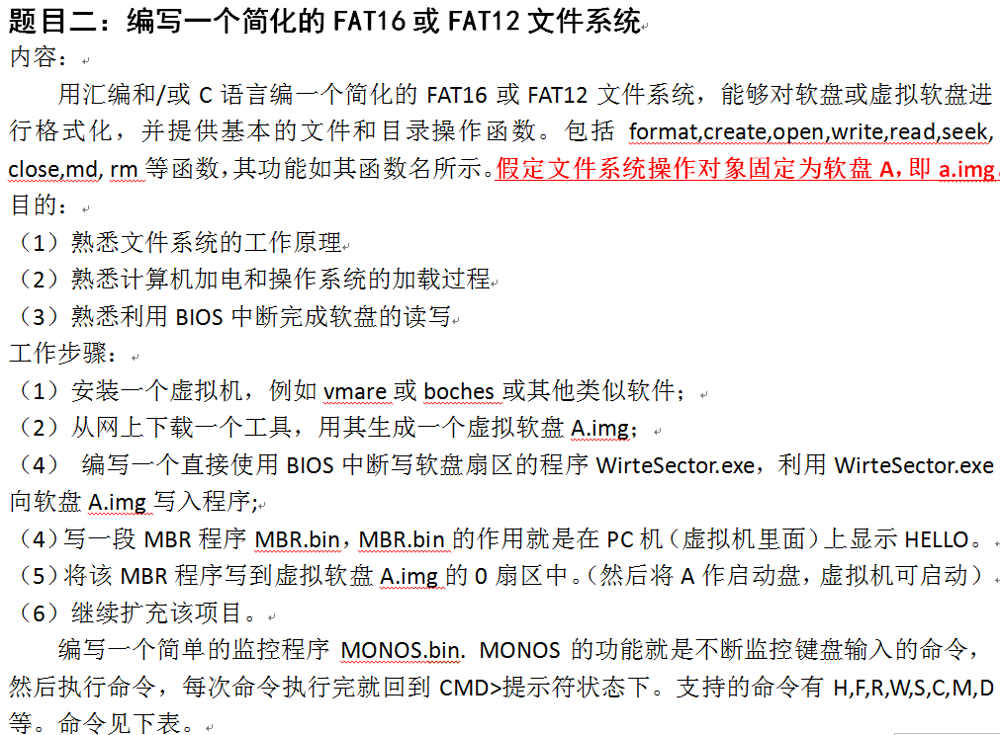 题目二：编写一个简化的 FAT16 或 FAT12 文件系统
内容：
用汇编和/或 C 语言编一个简化的 FAT16 或 FAT12 文件系统，能够对软盘或虚拟软盘进
行格式化，并提供基本的文件和目录操作函数。包括 format,create,open,write,read,seek,
close,md, rm 等函数,其功能如其函数名所示。假定文件系统操作对象固定为软盘 A，即 a.img
目的：
（1）熟悉文件系统的工作原理
（2）熟悉计算机加电和操作系统的加载过程
（3）熟悉利用 BIOS 中断完成软盘的读写
工作步骤：
（1）安装一个虚拟机，例如 vmare 或 boches 或其他类似软件；
（2）从网上下载一个工具，用其生成一个虚拟软盘 A.img；
（4） 编写一个直接使用 BIOS 中断写软盘扇区的程序 WirteSector.exe，利用 WirteSector.exe
向软盘 A.img 写入程序;
（4）写一段 MBR 程序 MBR.bin，MBR.bin 的作用就是在 PC 机（虚拟机里面）上显示 HELLO。
（5）将该 MBR 程序写到虚拟软盘 A.img 的 0 扇区中。（然后将 A 作启动盘，虚拟机可启动）
（6）继续扩充该项目。
编写一个简单的监控程序 MONOS.bin. MONOS 的功能就是不断监控键盘输入的命令，
然后执行命令，每次命令执行完就回到 CMD>提示符状态下。支持的命令有 H,F,R,W,S,C,M,D
等。命令见下表。